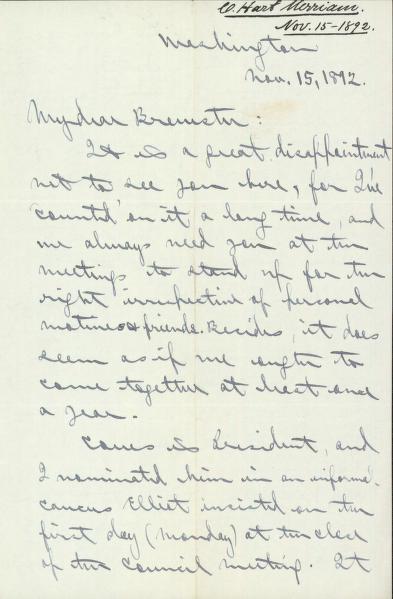 C. Hart Merriam.
Nov. 15-1892.
Washington
Nov. 15, 1892.
My dear Brewster:
It is a great disappointment
not to see you here, for I've
counted on it a long time, and
we always need you at the
meetings to stand up for the
right irrespective of personal
motives & friends. Besides, it does
seem as if we ought to
come together at least once
a year.
Coues is President, and
I nominated him in an informal
caucus Elliot insisted on the
first day (Monday) at the close
of the council meeting. It